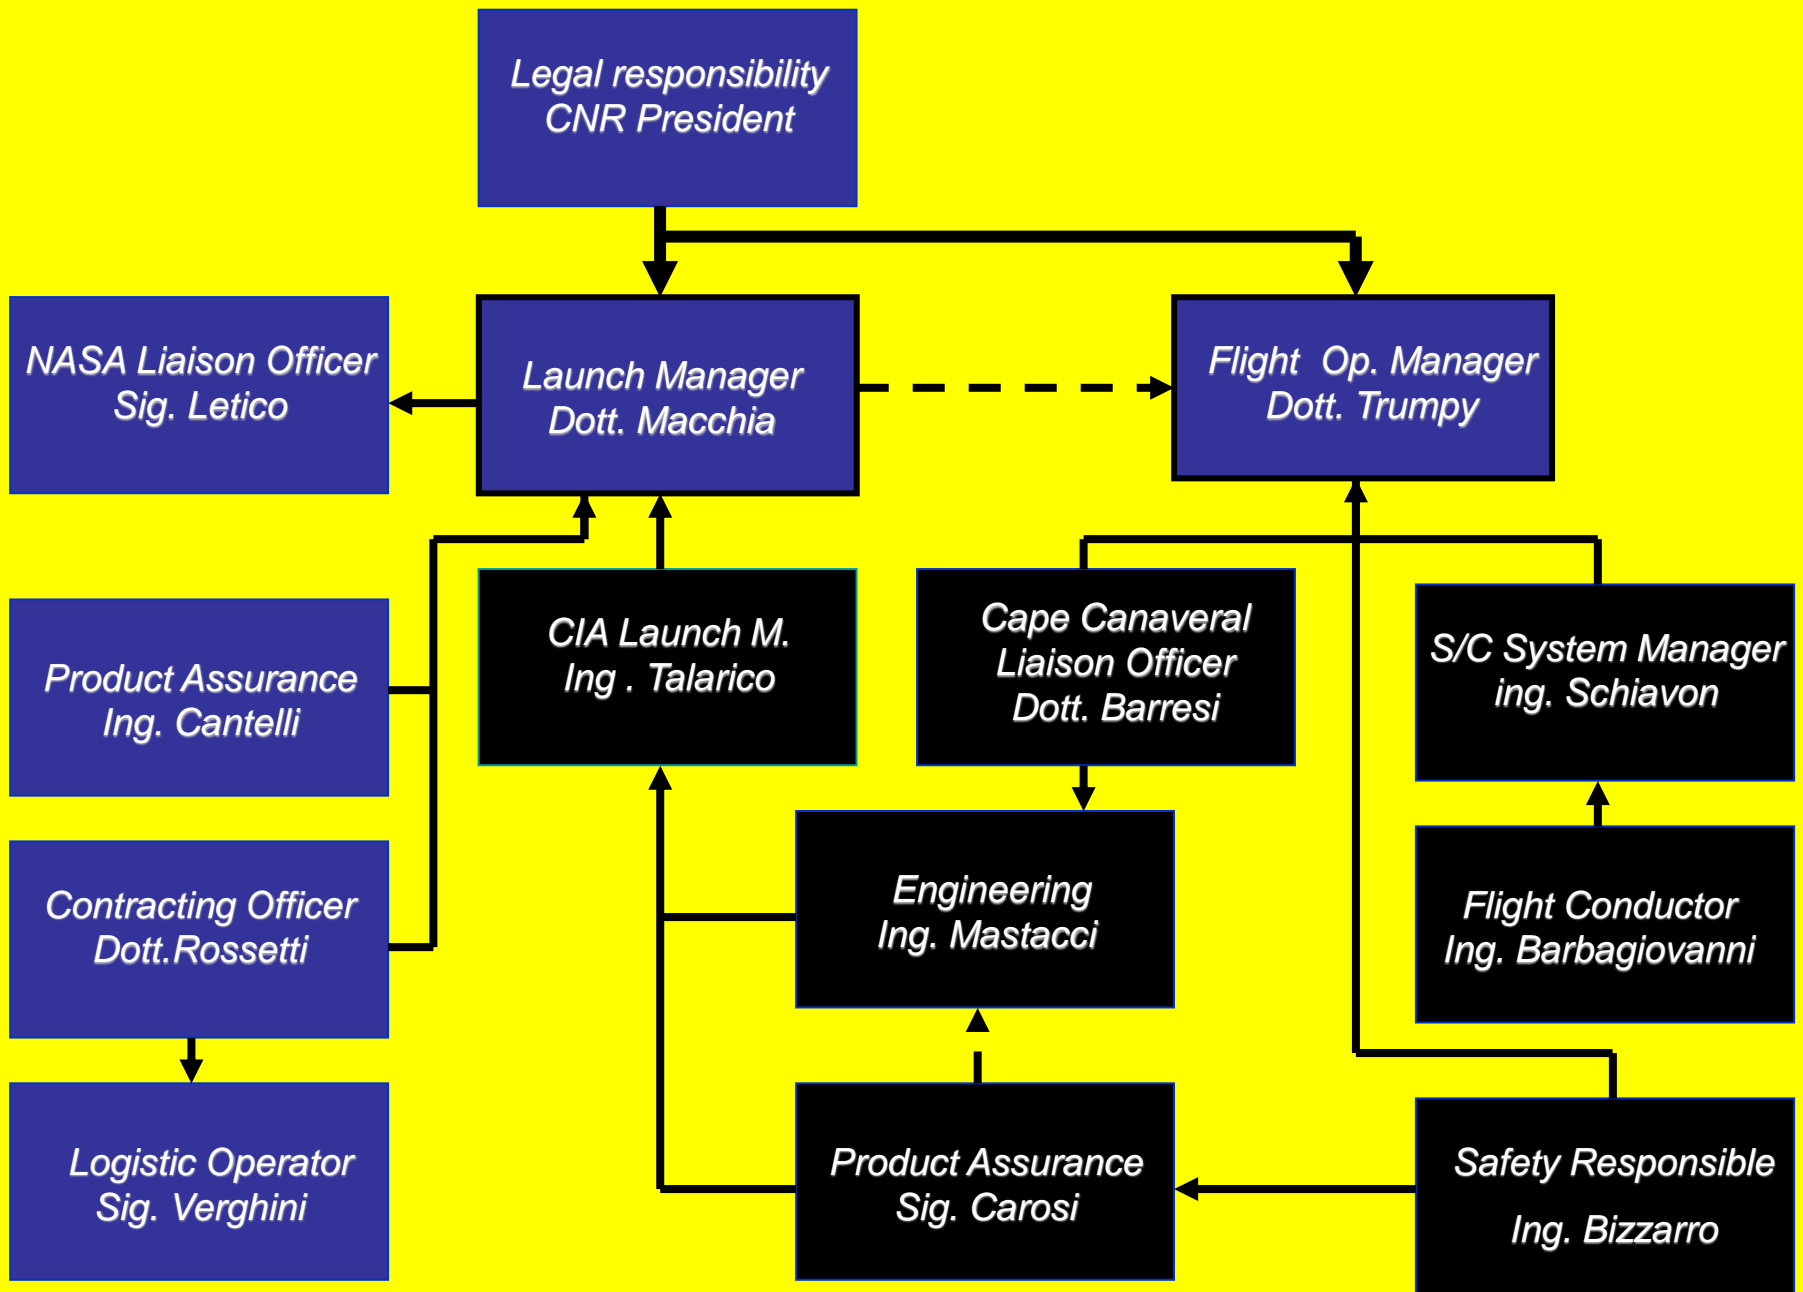 Legal responsibility
CNR President
NASA Liaison Officer
Sig. Letico
Launch Manager
Dott. Macchia
Flight Op. Manager
Dott. Trumpy
Product Assurance
Ing. Cantelli
CIA Launch M.
Ing . Talarico
Cape Canaveral
Liaison Officer
Dott. Barresi
S/C System Manager
ing. Schiavon
Contracting Officer
Dott.Rossetti
Engineering
Ing. Mastacci
Flight Conductor
Ing. Barbagiovanni
Logistic Operator
Sig. Verghini
Product Assurance
Sig. Carosi
Safety Responsible
Ing. Bizzarro